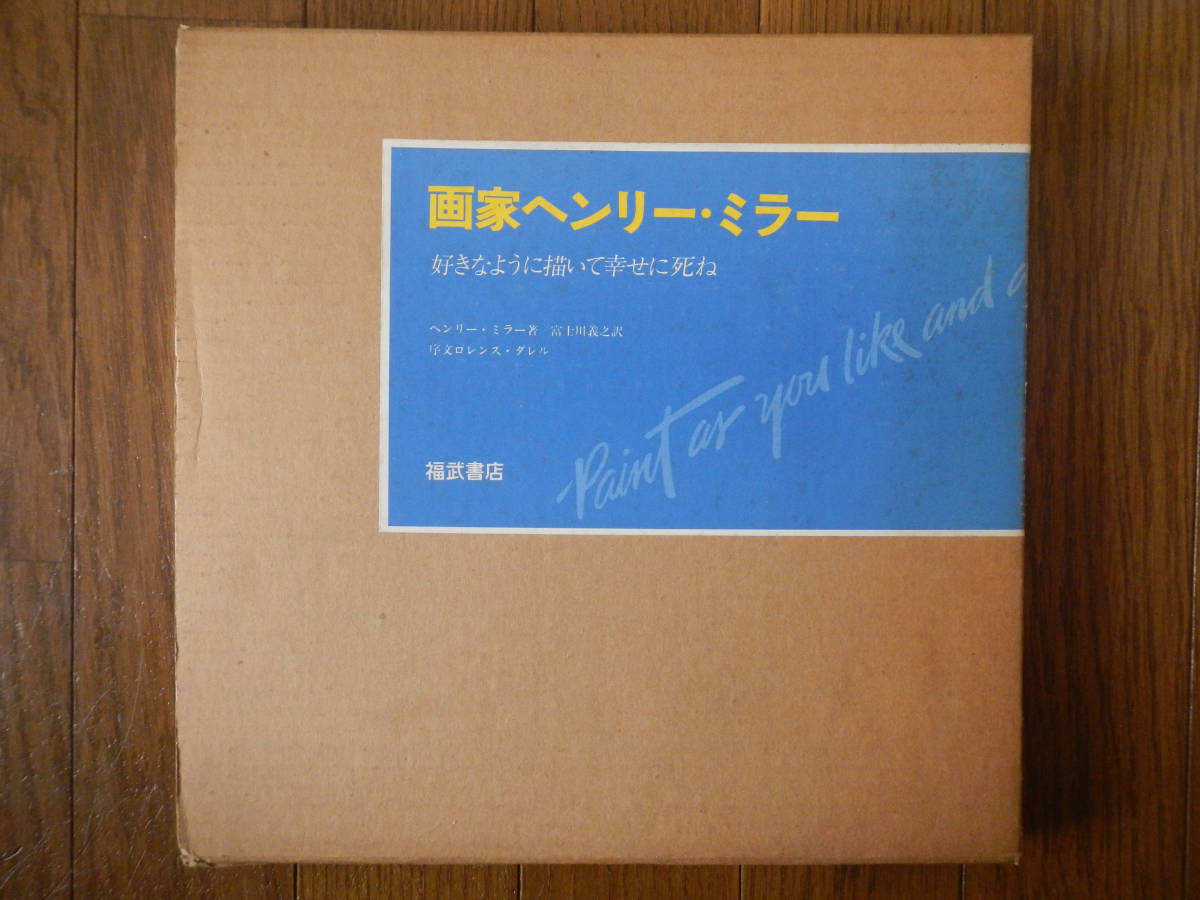 画家ヘンリー・ミラー
好きなように描いて幸せに死ね
ヘンリー・ミラー著 富士川義之訳
序文ロレンス・ダレル
Paint as you like and d
福武書店